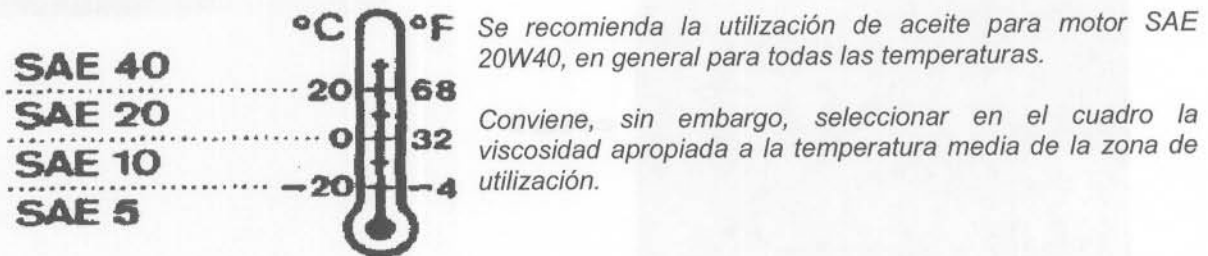 °C °F
SAE 40
20 68
SAE 20
0 32
SAE 10
-20 -4
SAE 5
Se recomienda la utilización de aceite para motor SAE
20W40, en general para todas las temperaturas.
Conviene, sin embargo, seleccionar en el cuadro la
viscosidad apropiada a la temperatura media de la zona de
utilización.